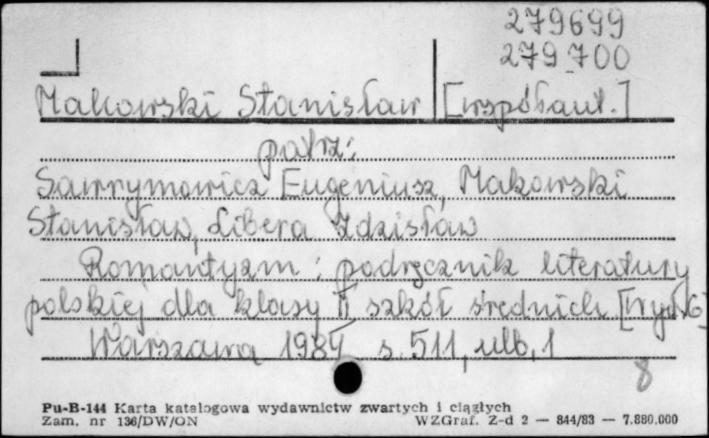 279699
279700
Makowski Stanisław [współaut.]
patrz:
Sawrymowicz Eugeniusz, Makowski
Stanisław, Libera Zdzisław
Romantyzm : podręcznik literatury
polskiej dla klasy II szkół średnich [Wyd. 6]
Warszawa 1984 s. 511, nlb, 1
8
Pu-B-144 Karta katalogowa wydawnictw zwartych i ciągłych
Zam. nr 136/DW/ON WZGraf. Z-d 2 — 844/83 — 7.880.000